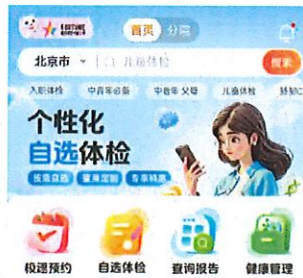 首页 分院
北京市 儿童体检 搜索
入职体检 中青年必备 中老年父母 儿童体检
个性化
自选体检
按需自选 量身定制 专享特惠
极速预约 自选体检 查询报告 健康管理